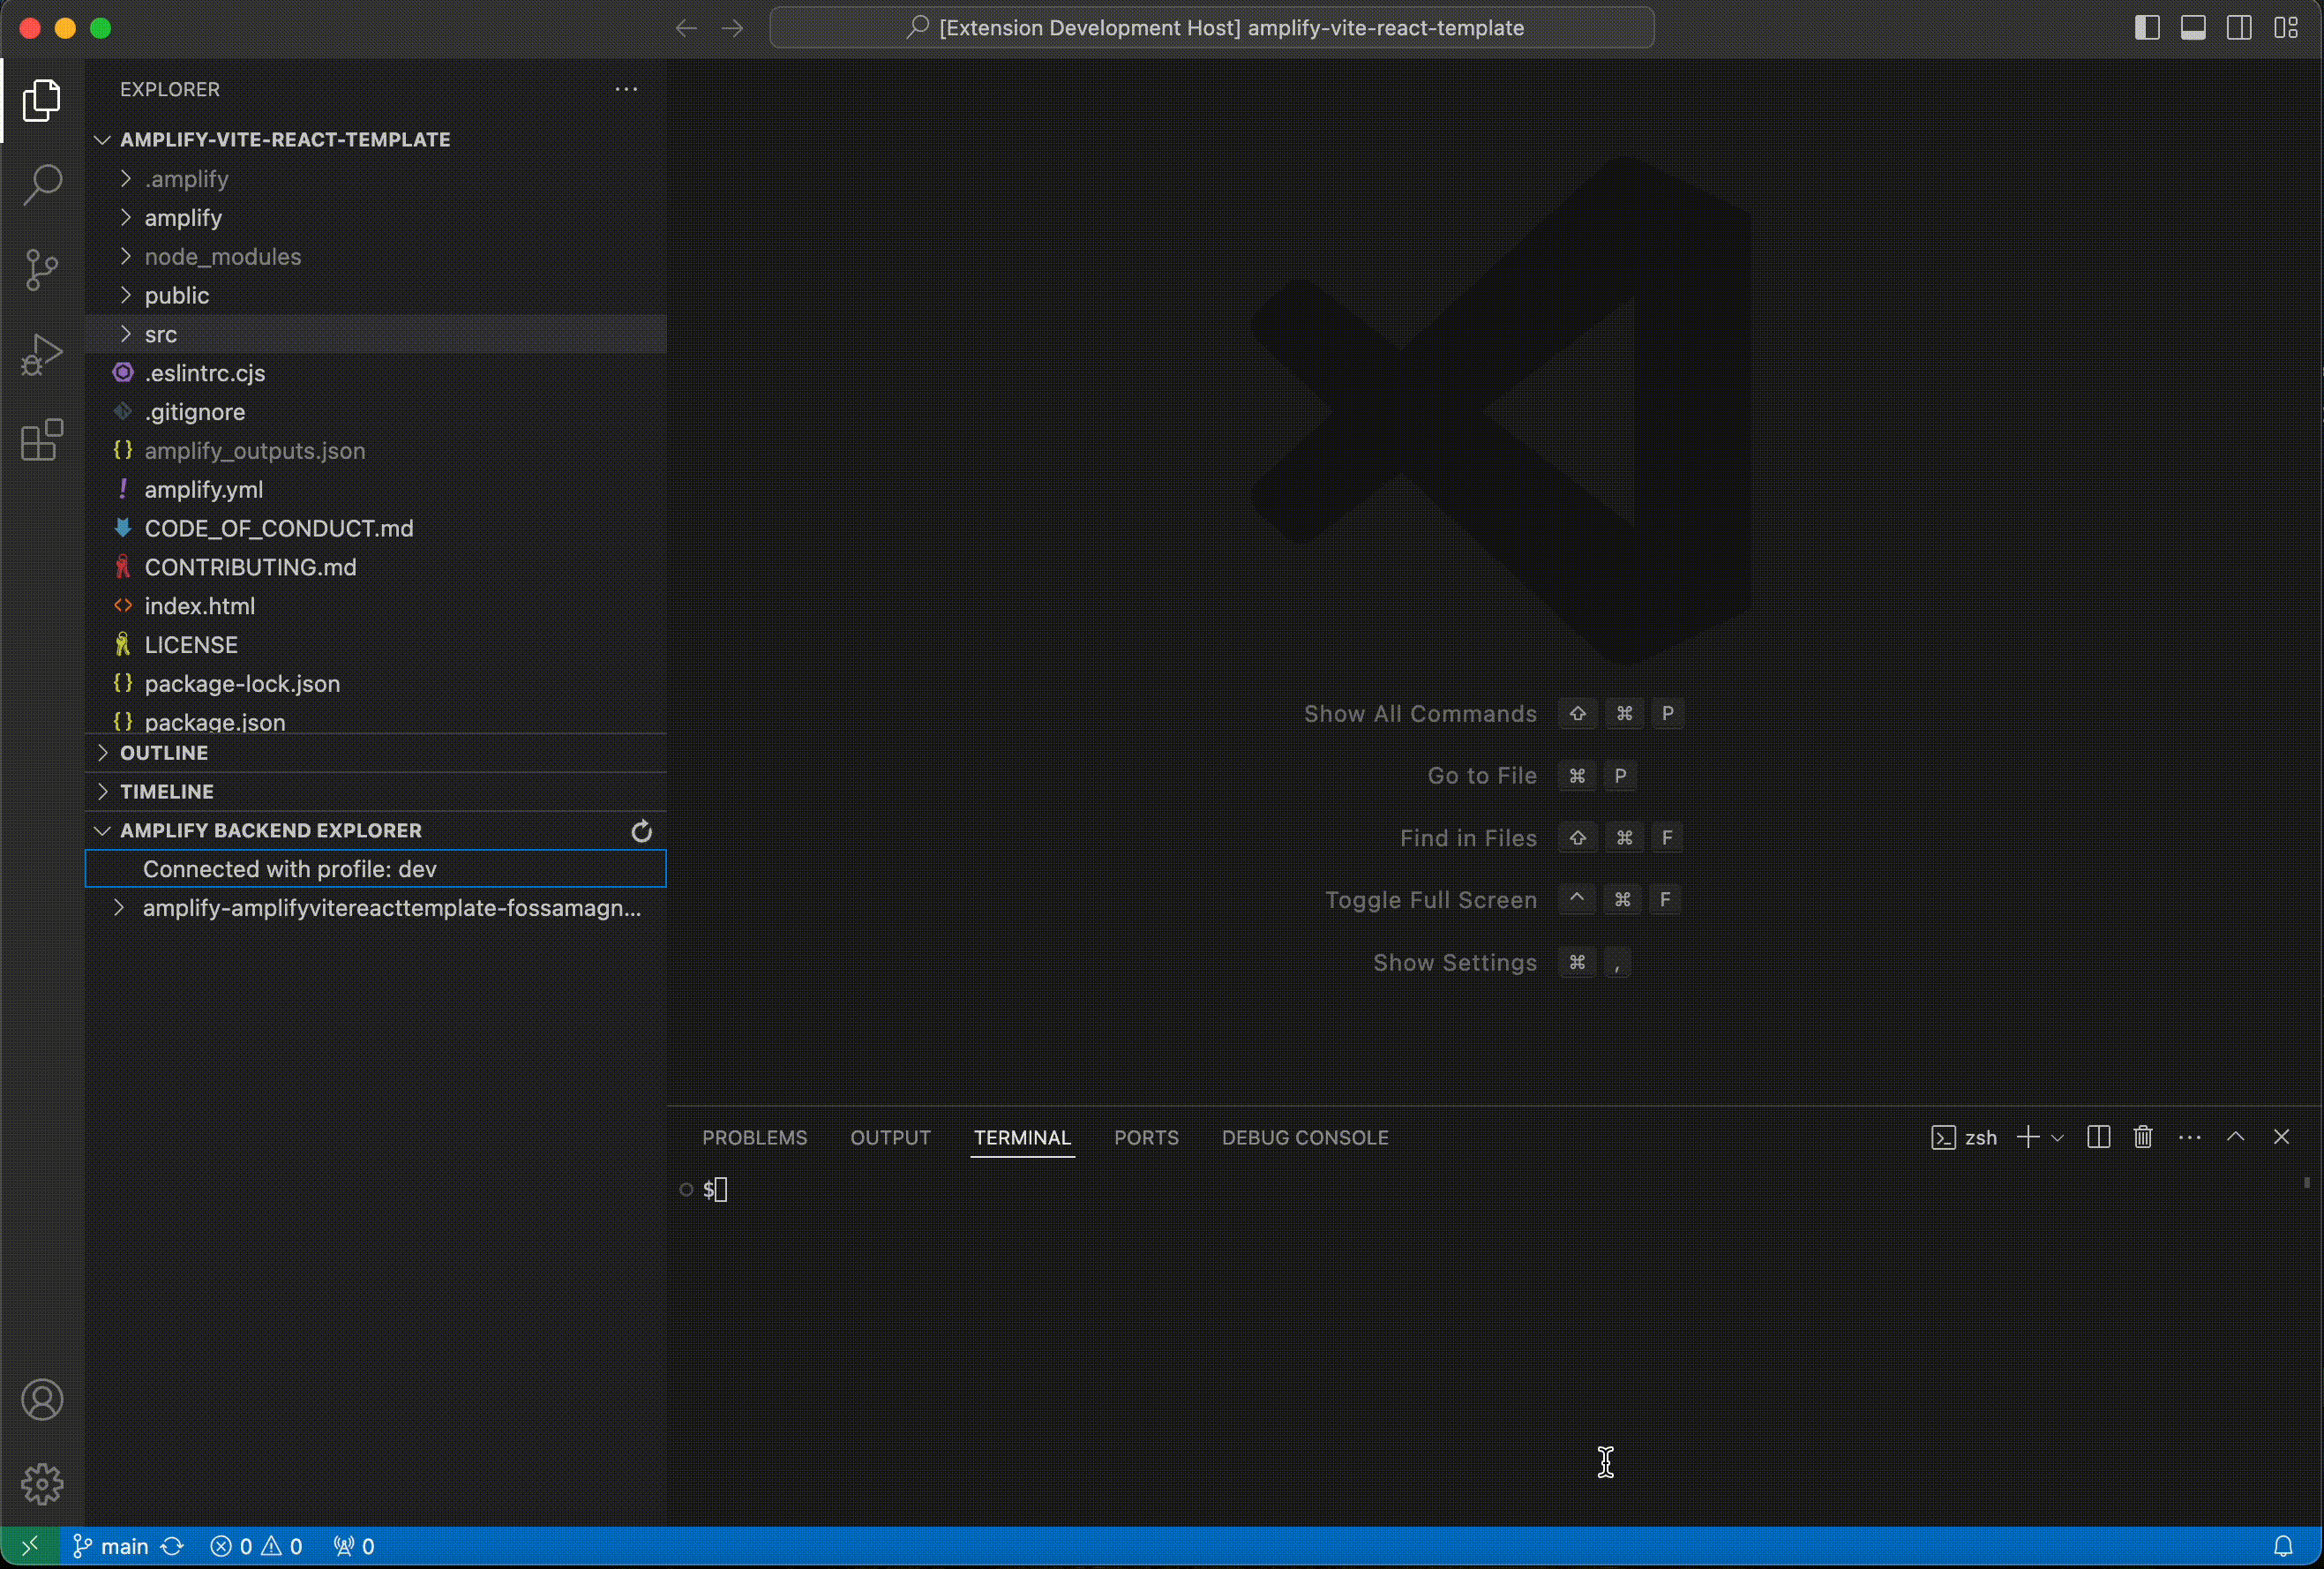 [Extension Development Host] amplify-vite-react-template
EXPLORER
AMPLIFY-VITE-REACT-TEMPLATE
.amplify
amplify
node_modules
public
src
.eslintrc.cjs
.gitignore
amplify_outputs.json
amplify.yml
CODE_OF_CONDUCT.md
CONTRIBUTING.md
index.html
LICENSE
package-lock.json
package.json
OUTLINE
TIMELINE
AMPLIFY BACKEND EXPLORER
Connected with profile: dev
amplify-amplifyvitereacttemplate-fossamagn...
Show All Commands ⇧ ⌘ P
Go to File ⌘ P
Find in Files ⇧ ⌘ F
Toggle Full Screen ^ ⌘ F
Show Settings ⌘ ,
PROBLEMS OUTPUT TERMINAL PORTS DEBUG CONSOLE zsh
$
main 0 0 0